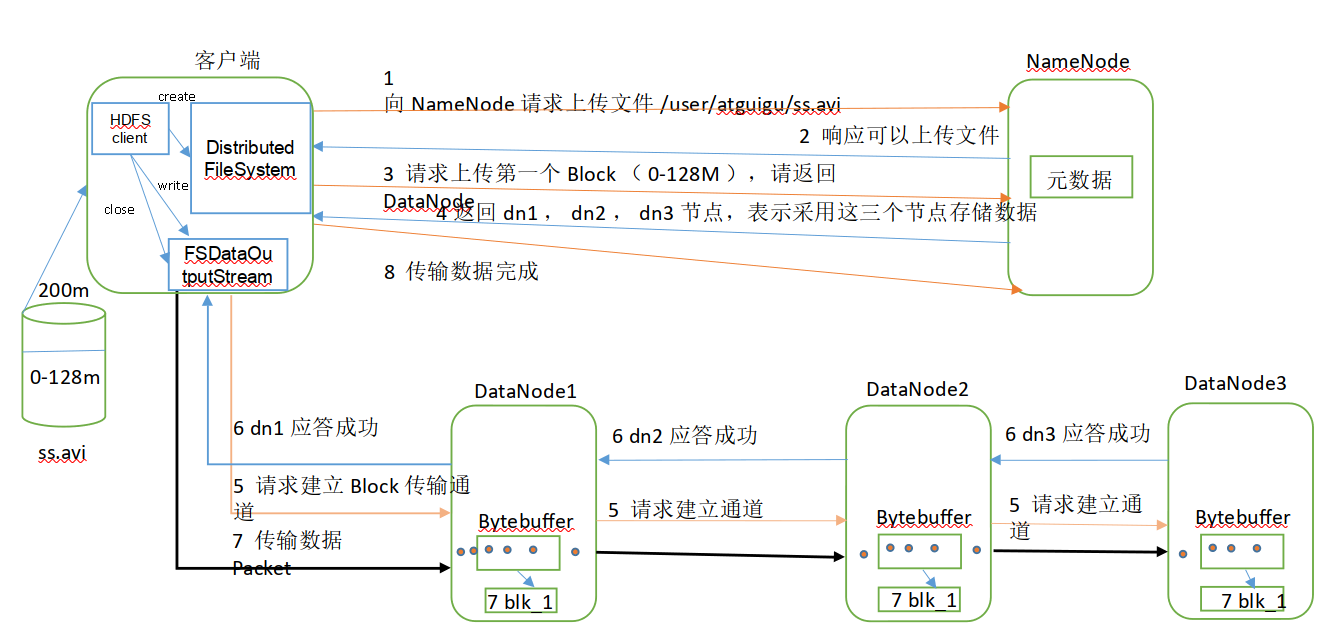 客户端
NameNode
create
HDFS
client
Distributed
FileSystem
write
close
FSDataOu
tputStream
1
向 NameNode 请求上传文件 /user/atguigu/ss.avi
2 响应可以上传文件
3 请求上传第一个 Block （ 0-128M ），请返回
DataNode
4 返回 dn1 ， dn2 ， dn3 节点，表示采用这三个节点存储数据
8 传输数据完成
元数据
200m
0-128m
ss.avi
DataNode1
DataNode2
DataNode3
6 dn1 应答成功
6 dn2 应答成功
6 dn3 应答成功
5 请求建立 Block 传输通
道
5 请求建立通道
5 请求建立通
道
7 传输数据
Packet
Bytebuffer
Bytebuffer
Bytebuffer
7 blk_1
7 blk_1
7 blk_1